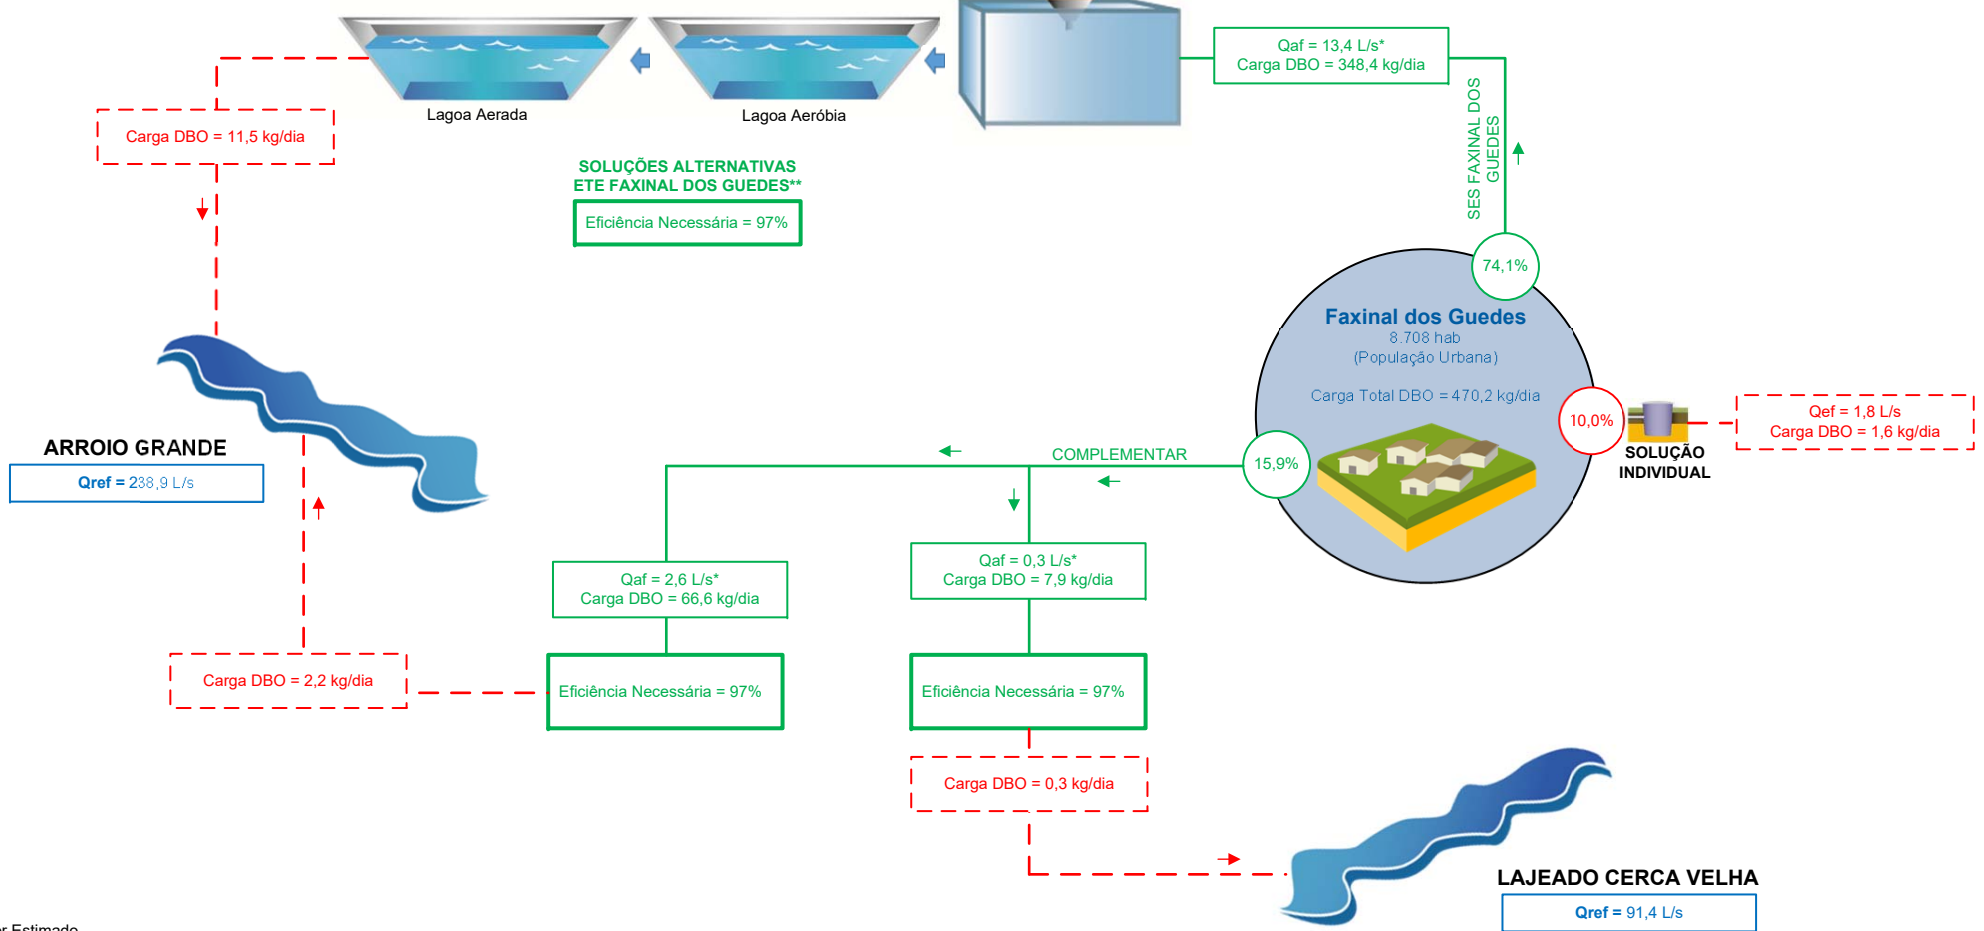 Qaf = 13,4 L/s*
Carga DBO = 348,4 kg/dia
Lagoa Aerada
Lagoa Aeróbia
Carga DBO = 11,5 kg/dia
SES FAXINAL DOS
GUEDES
SOLUÇÕES ALTERNATIVAS
ETE FAXINAL DOS GUEDES**
Eficiência Necessária = 97%
74,1%
Faxinal dos Guedes
8.708 hab
(População Urbana)
Carga Total DBO = 470,2 kg/dia
10,0%
Qef = 1,8 L/s
Carga DBO = 1,6 kg/dia
SOLUÇÃO
INDIVIDUAL
ARROIO GRANDE
Qref = 238,9 L/s
COMPLEMENTAR
15,9%
Qaf = 2,6 L/s*
Carga DBO = 66,6 kg/dia
Qaf = 0,3 L/s*
Carga DBO = 7,9 kg/dia
Carga DBO = 2,2 kg/dia
Eficiência Necessária = 97%
Eficiência Necessária = 97%
Carga DBO = 0,3 kg/dia
LAJEADO CERCA VELHA
Qref = 91,4 L/s
Estimado